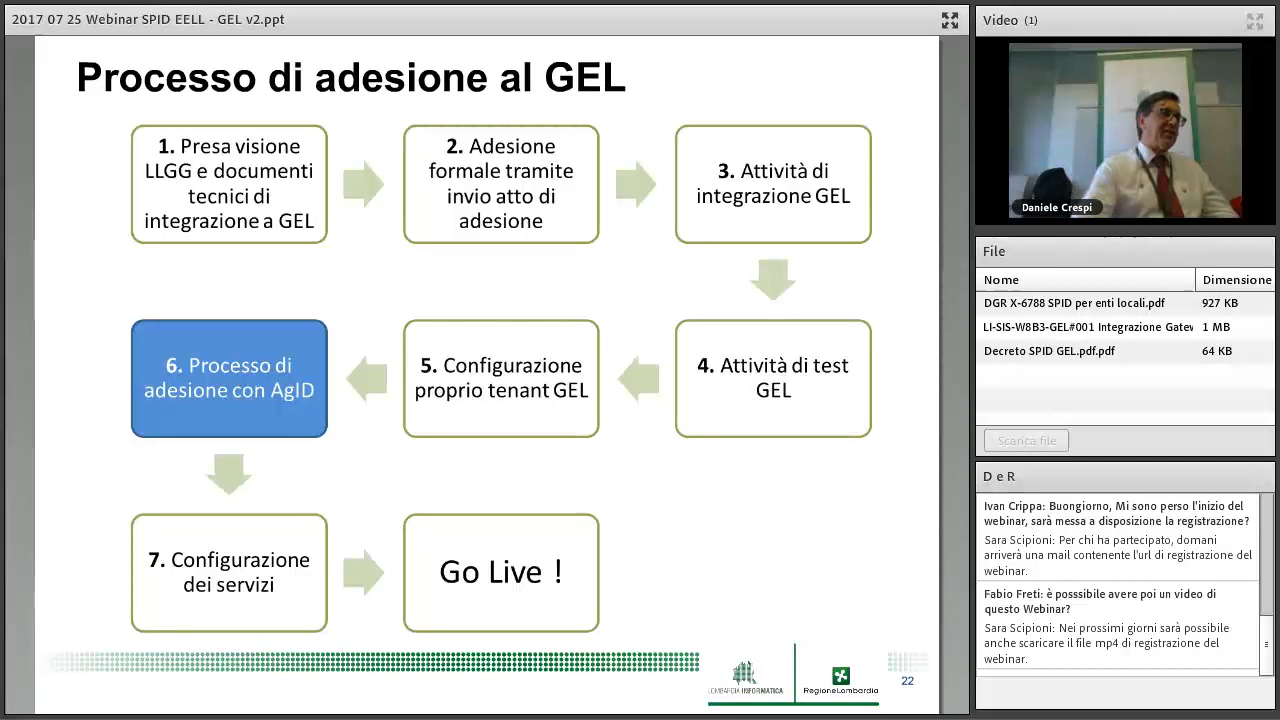 2017 07 25 Webinar SPID EELL - GEL v2.ppt
Processo di adesione al GEL
1. Presa visione
LLGG e documenti
tecnici di
integrazione a GEL
2. Adesione
formale tramite
invio atto di
adesione
3. Attività di
integrazione GEL
4. Attività di test
GEL
5. Configurazione
proprio tenant GEL
6. Processo di
adesione con AgID
7. Configurazione
dei servizi
Go Live !
LOMBARDIA INFORMATICA
RegioneLombardia
22
Video (1)
Daniele Crespi
File
Nome
Dimensione
DGR X-6788 SPID per enti locali.pdf
927 KB
LI-SIS-W8B3-GEL#001 Integrazione Gatew
1 MB
Decreto SPID GEL.pdf.pdf
64 KB
Scarica file
D e R
Ivan Crippa: Buongiorno, Mi sono perso l'inizio del
webinar, sarà messa a disposizione la registrazione?
Sara Scipioni: Per chi ha partecipato, domani
arriverà una mail contenente l'url di registrazione del
webinar.
Fabio Freti: è posssibile avere poi un video di
questo Webinar?
Sara Scipioni: Nei prossimi giorni sarà possibile
anche scaricare il file mp4 di registrazione del
webinar.